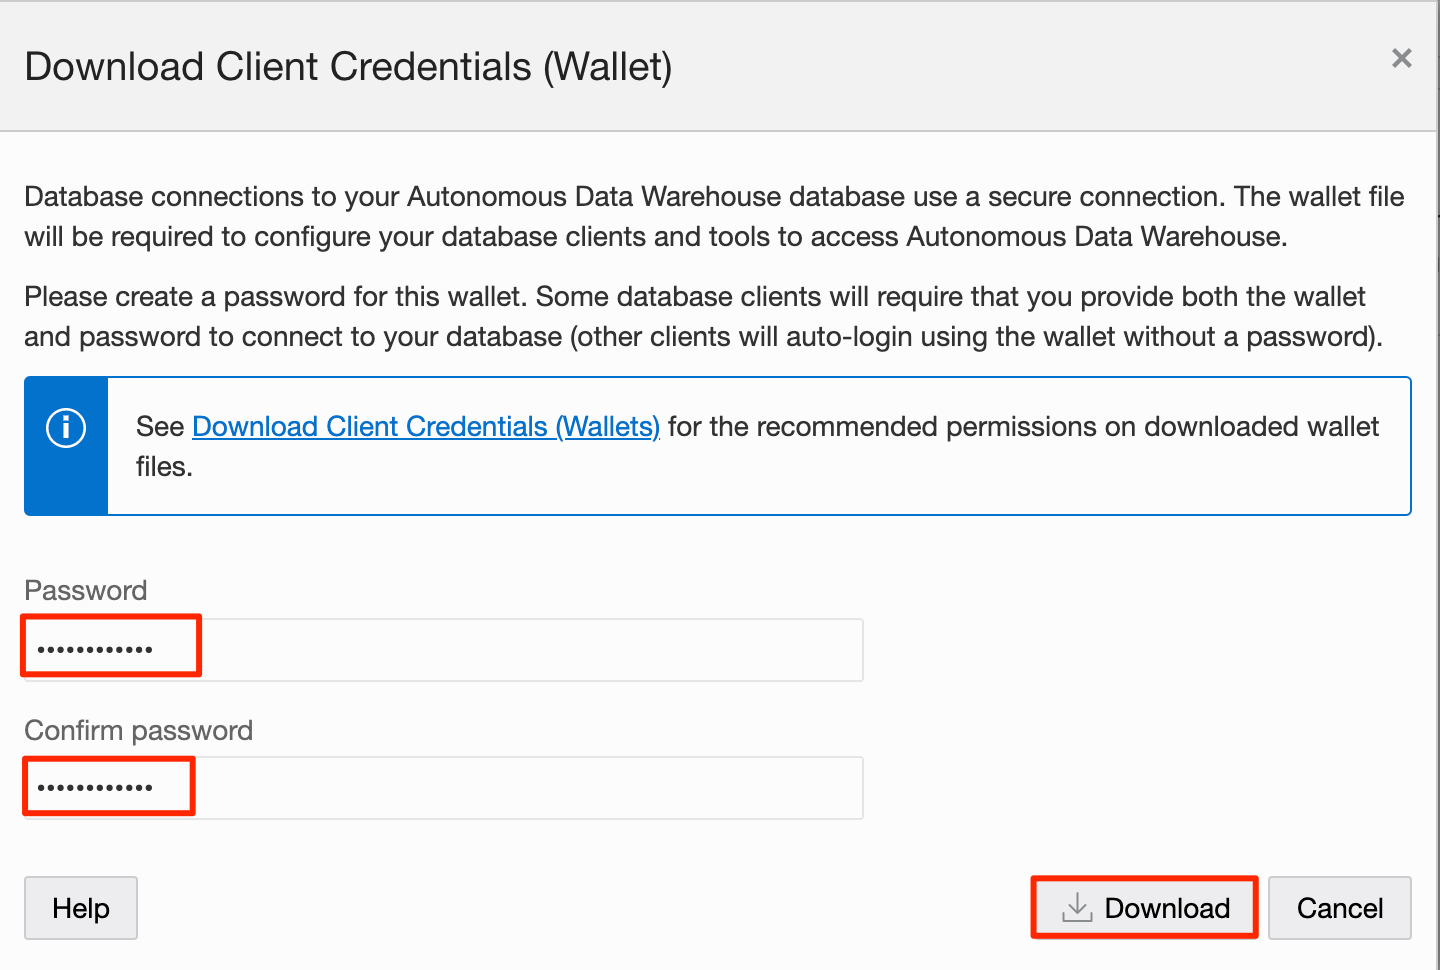 Download Client Credentials (Wallet)
Database connections to your Autonomous Data Warehouse database use a secure connection. The wallet file
will be required to configure your database clients and tools to access Autonomous Data Warehouse.
Please create a password for this wallet. Some database clients will require that you provide both the wallet
and password to connect to your database (other clients will auto-login using the wallet without a password).
See Download Client Credentials (Wallets) for the recommended permissions on downloaded wallet
files.
Password
••••••••••••
Confirm password
••••••••••••
Help
Download
Cancel